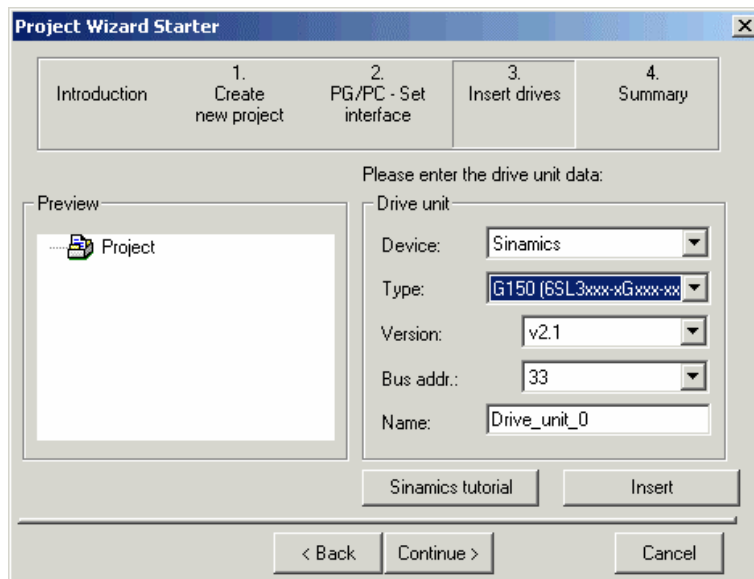 Project Wizard Starter
Introduction
1.
Create
new project
2.
PG/PC - Set
interface
3.
Insert drives
4.
Summary
Please enter the drive unit data:
Preview
Project
Drive unit
Device: Sinamics
Type: G150 (6SL3xxx-xGxxx-xx
Version: v2.1
Bus addr.: 33
Name: Drive_unit_0
Sinamics tutorial
Insert
< Back
Continue >
Cancel